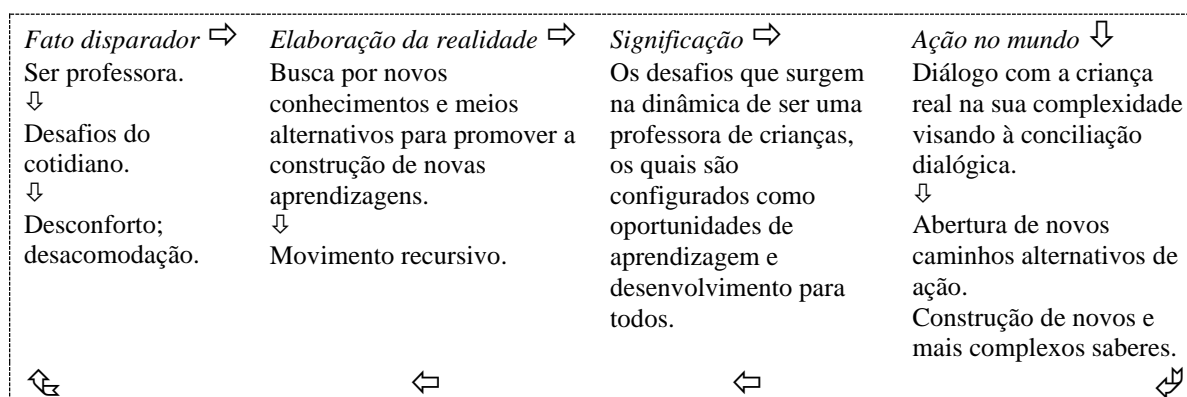 Fato disparador ⇨
Ser professora.
⇩
Desafios do
cotidiano.
⇩
Desconforto;
desacomodação.
Elaboração da realidade ⇨
Busca por novos
conhecimentos e meios
alternativos para promover a
construção de novas
aprendizagens.
⇩
Movimento recursivo.
Significação ⇨
Os desafios que surgem
na dinâmica de ser uma
professora de crianças,
os quais são
configurados como
oportunidades de
aprendizagem e
desenvolvimento para
todos.
Ação no mundo ⇩
Diálogo com a criança
real na sua complexidade
visando à conciliação
dialógica.
⇩
Abertura de novos
caminhos alternativos de
ação.
Construção de novos e
mais complexos saberes.